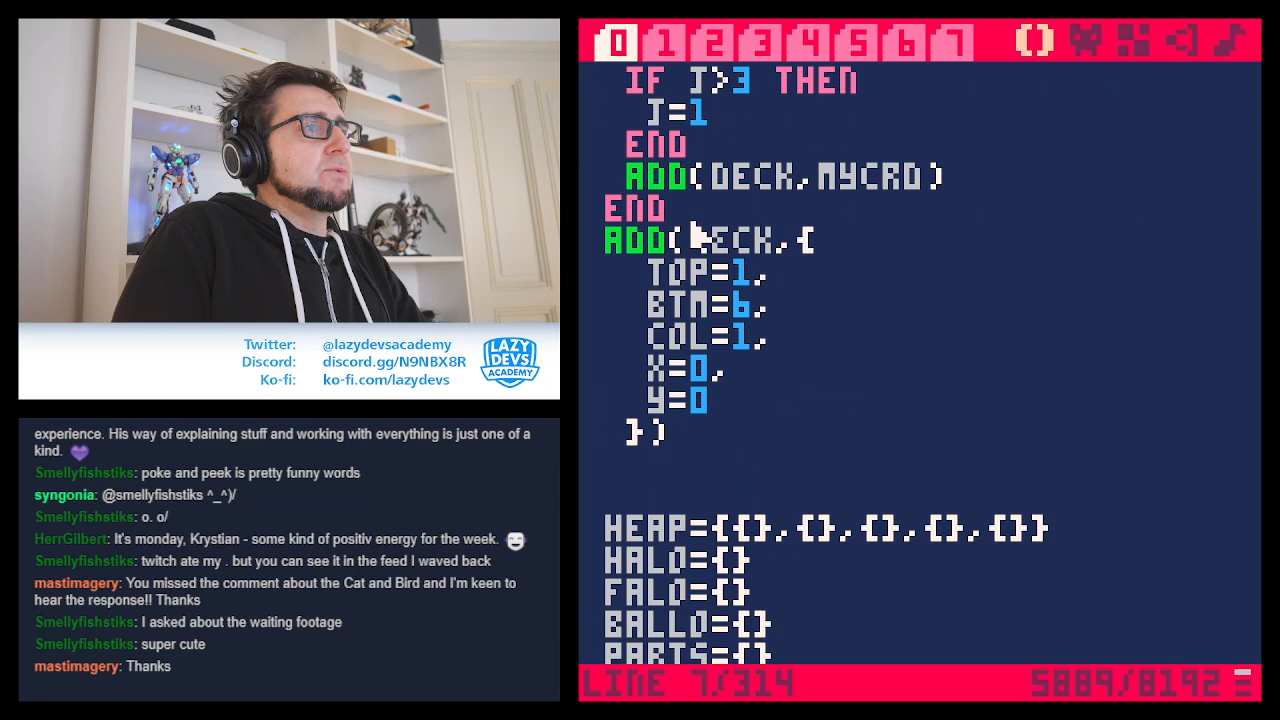 Twitter: @lazydevsacademy
Discord: discord.gg/N9NBX8R
Ko-fi: ko-fi.com/lazydevs
LAZY
DEVS
ACADEMY
experience. His way of explaining stuff and working with everything is just one of a
kind.
Smellyfishstiks: poke and peek is pretty funny words
syngonia: @smellyfishstiks ^_^)/
Smellyfishstiks: o. o/
HerrGilbert: It's monday, Krystian - some kind of positiv energy for the week.
Smellyfishstiks: twitch ate my . but you can see it in the feed I waved back
mastimagery: You missed the comment about the Cat and Bird and I'm keen to
hear the response!! Thanks
Smellyfishstiks: I asked about the waiting footage
Smellyfishstiks: super cute
mastimagery: Thanks
0 1 2 3 4 5 6 7 ()
IF J>3 THEN
J=1
END
ADD(DECK,MYCRD)
END
ADD(DECK,{
TOP=1,
BTM=6,
COL=1,
X=0,
Y=0
})
HEAP={{},{},{},{},{}}
HALO={}
FALO={}
BALLO={}
PARTS={}
LINE 7/314 5889/8192